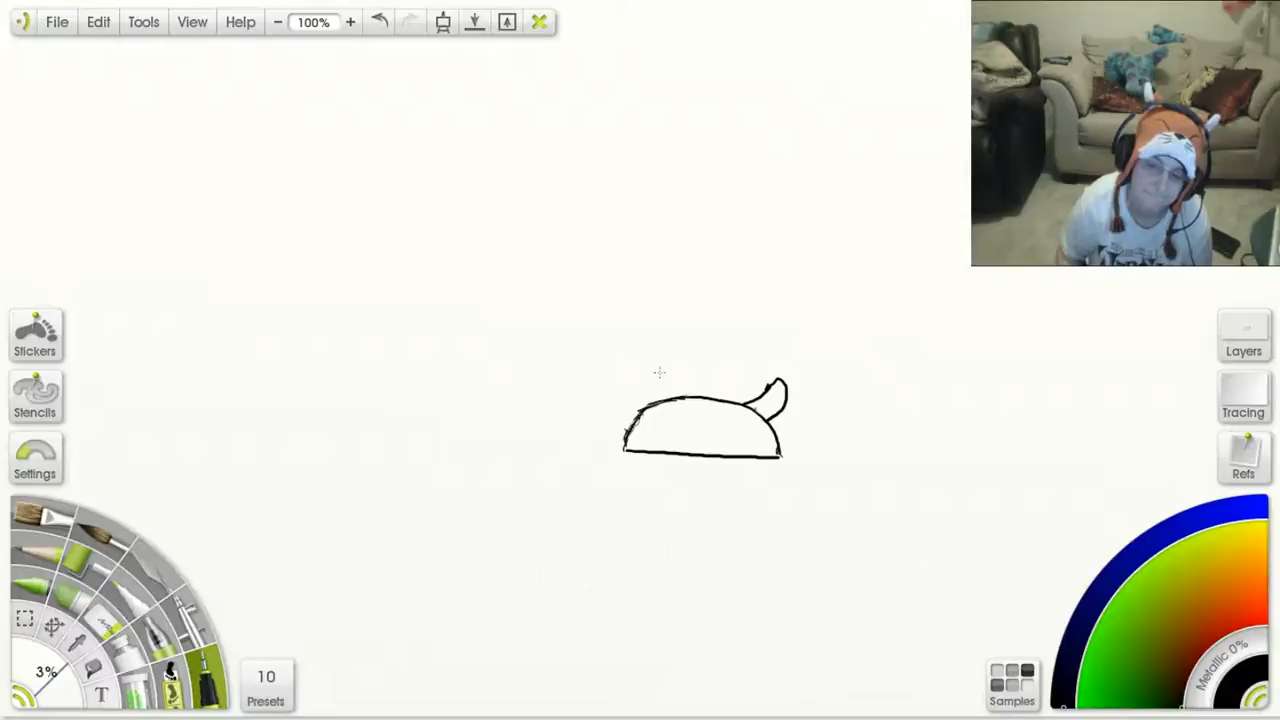 File Edit Tools View Help 100%
Stickers
Stencils
Settings
Layers
Tracing
Refs
3%
T
10
Presets
Samples
Metallic 0%